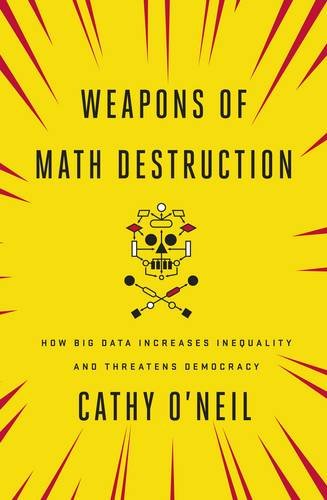 WEAPONS OF
MATH DESTRUCTION
HOW BIG DATA INCREASES INEQUALITY
AND THREATENS DEMOCRACY
CATHY O'NEIL